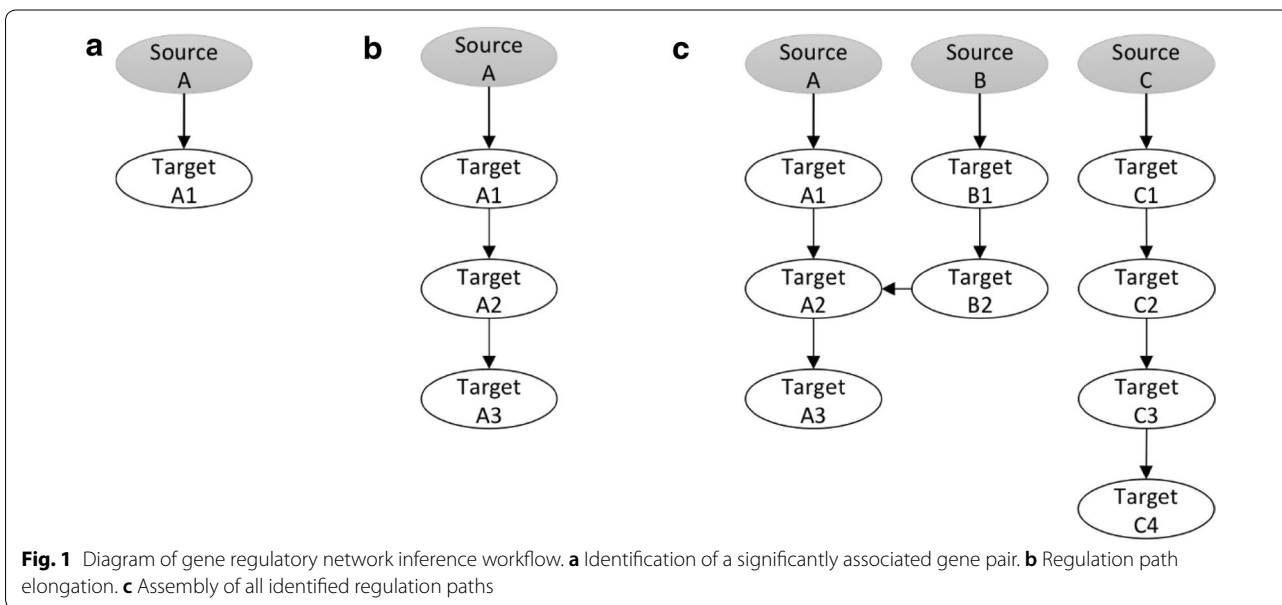 a
Source
A
Target
A1
b
Source
A
Target
A1
Target
A2
Target
A3
c
Source
A
Target
A1
Target
A2
Target
A3
Source
B
Target
B1
Target
B2
Source
C
Target
C1
Target
C2
Target
C3
Target
C4
Fig. 1 Diagram of gene regulatory network inference workflow. a Identification of a significantly associated gene pair. b Regulation path
elongation. c Assembly of all identified regulation paths